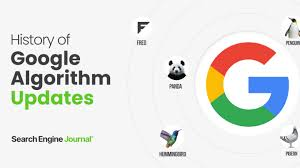 History of
Google
Algorithm
Updates
Search Engine Journal
FRED
PANDA
HUMMINGBIRD
PENGUIN
PIGEON